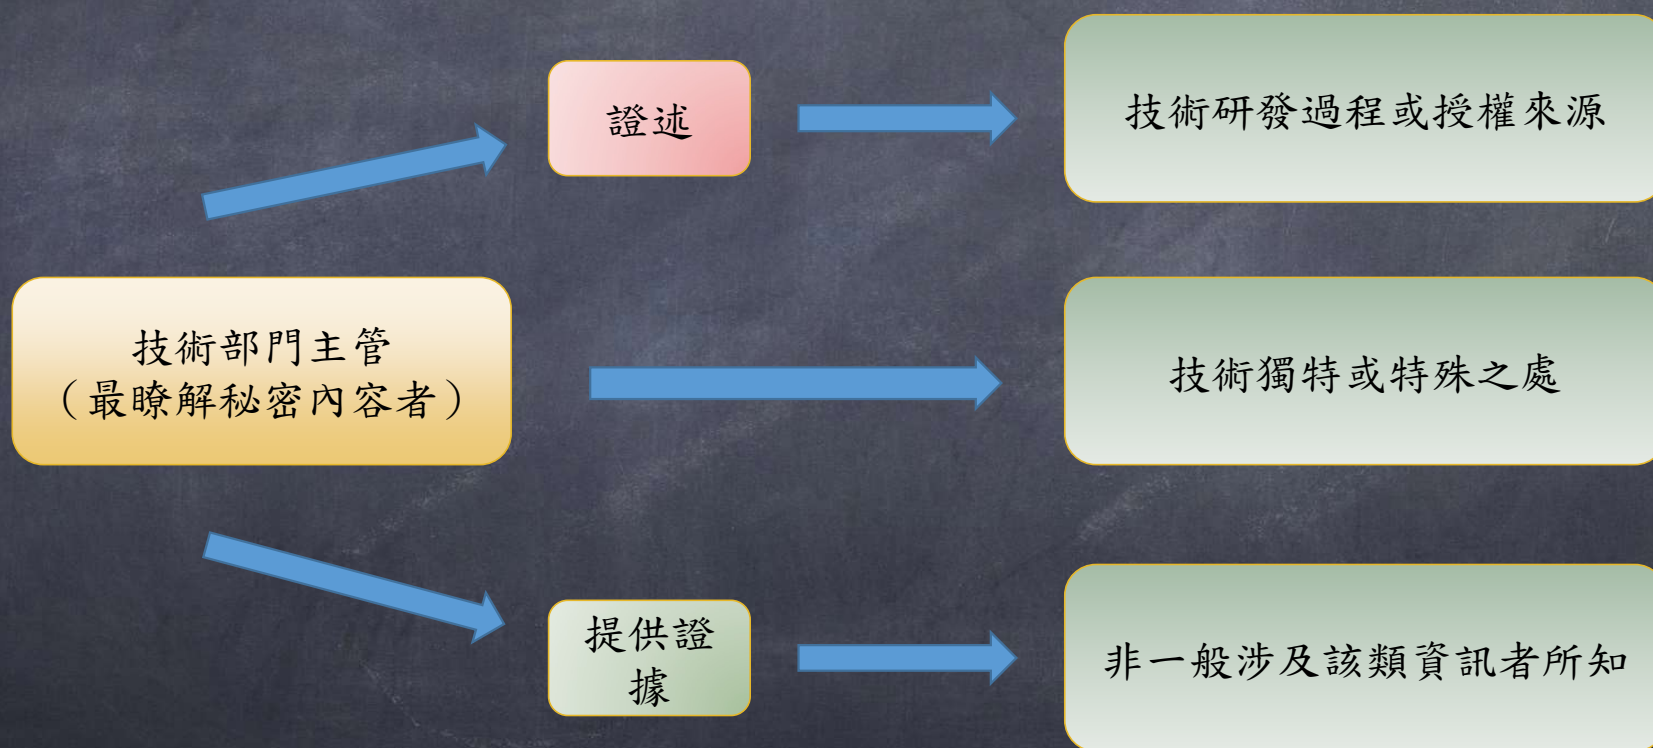 證述
技術研發過程或授權來源
技術部門主管
（最瞭解秘密內容者）
技術獨特或特殊之處
提供證
據
非一般涉及該類資訊者所知